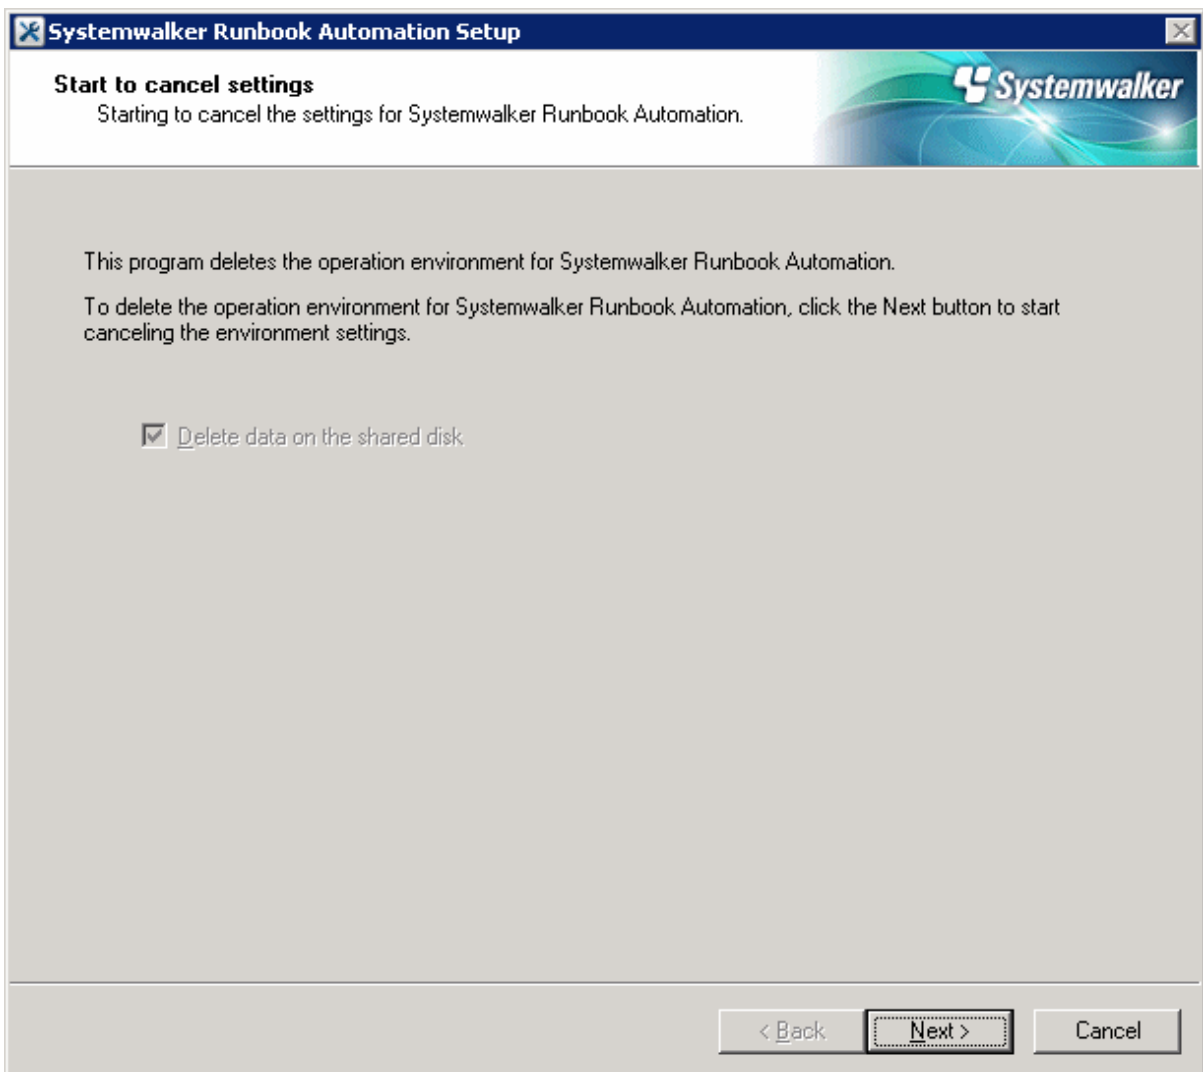 Systemwalker Runbook Automation Setup
Start to cancel settings
Systemwalker
Starting to cancel the settings for Systemwalker Runbook Automation.
This program deletes the operation environment for Systemwalker Runbook Automation.
To delete the operation environment for Systemwalker Runbook Automation, click the Next button to start
canceling the environment settings.
Delete data on the shared disk
< Back
Next >
Cancel